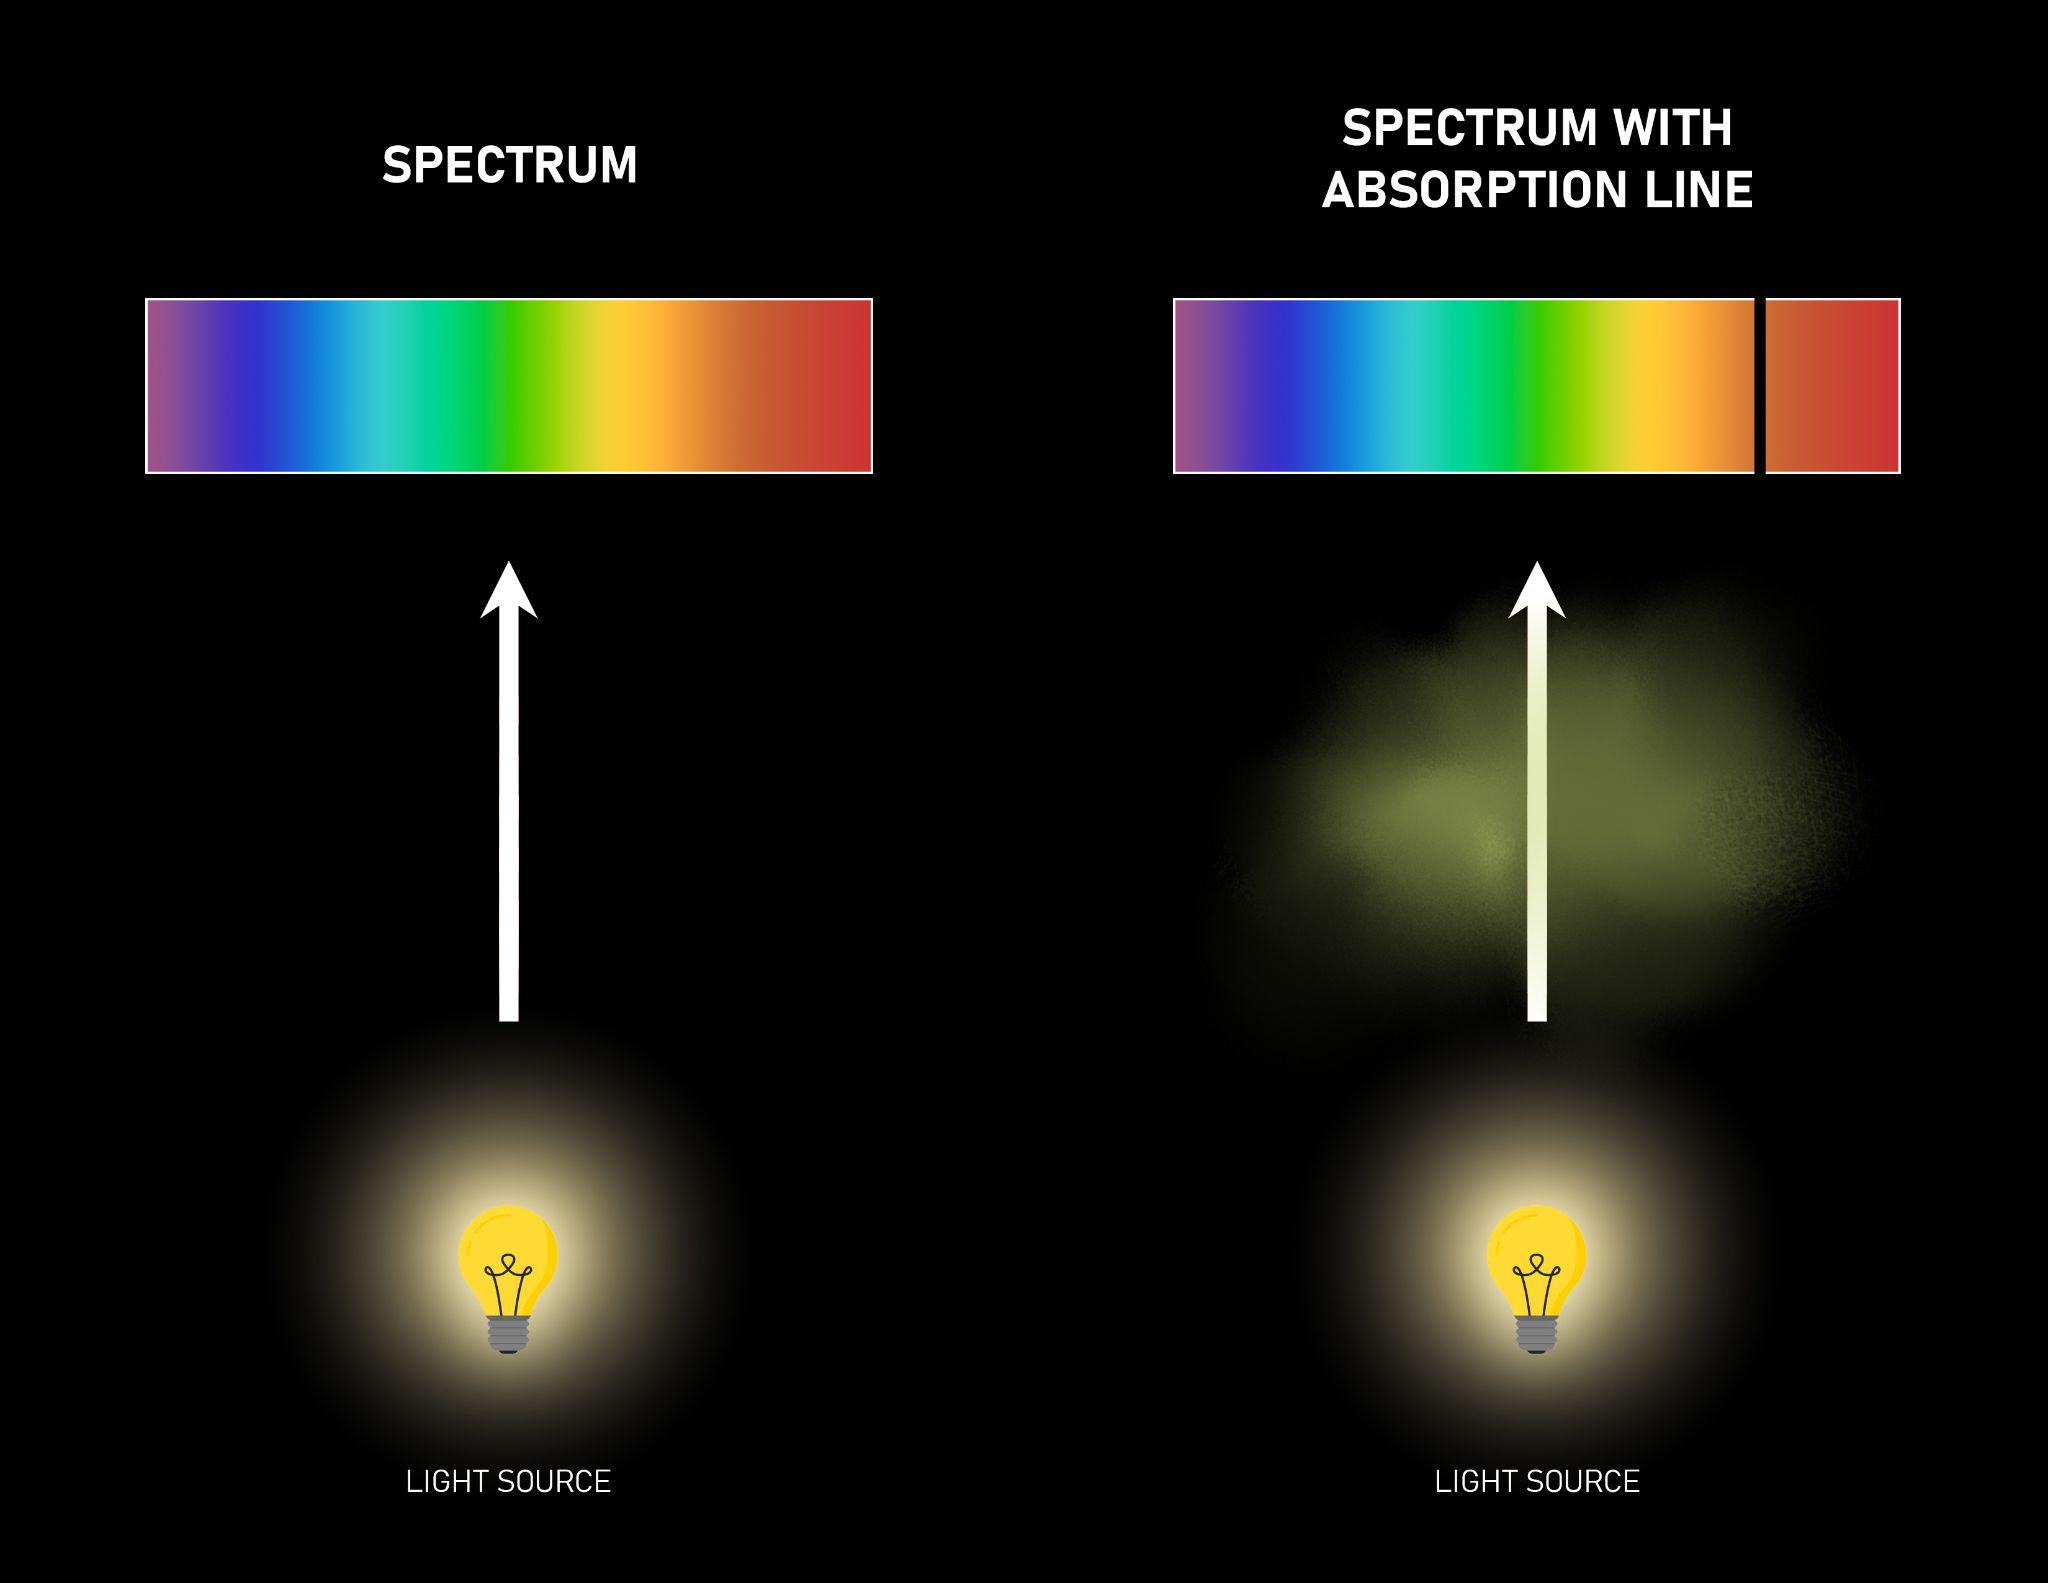 SPECTRUM
LIGHT SOURCE
SPECTRUM WITH
ABSORPTION LINE
LIGHT SOURCE